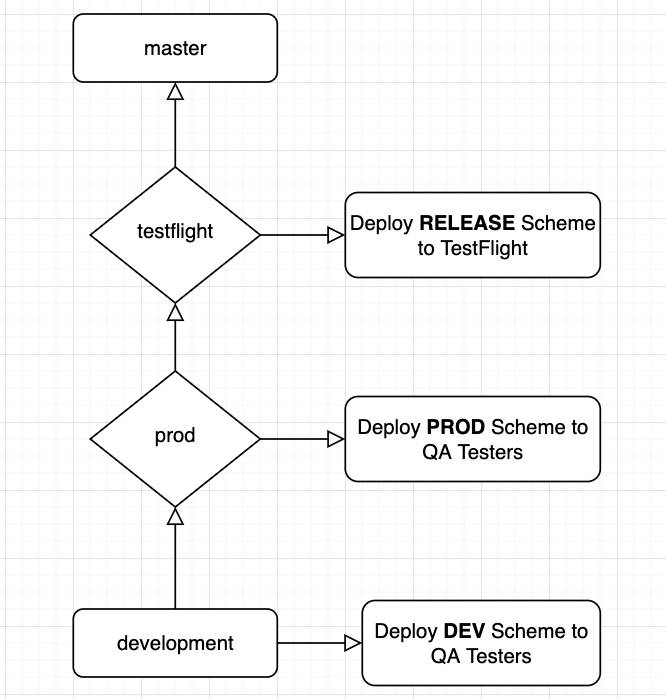 master
testflight
Deploy RELEASE Scheme
to TestFlight
prod
Deploy PROD Scheme to
QA Testers
development
Deploy DEV Scheme to
QA Testers